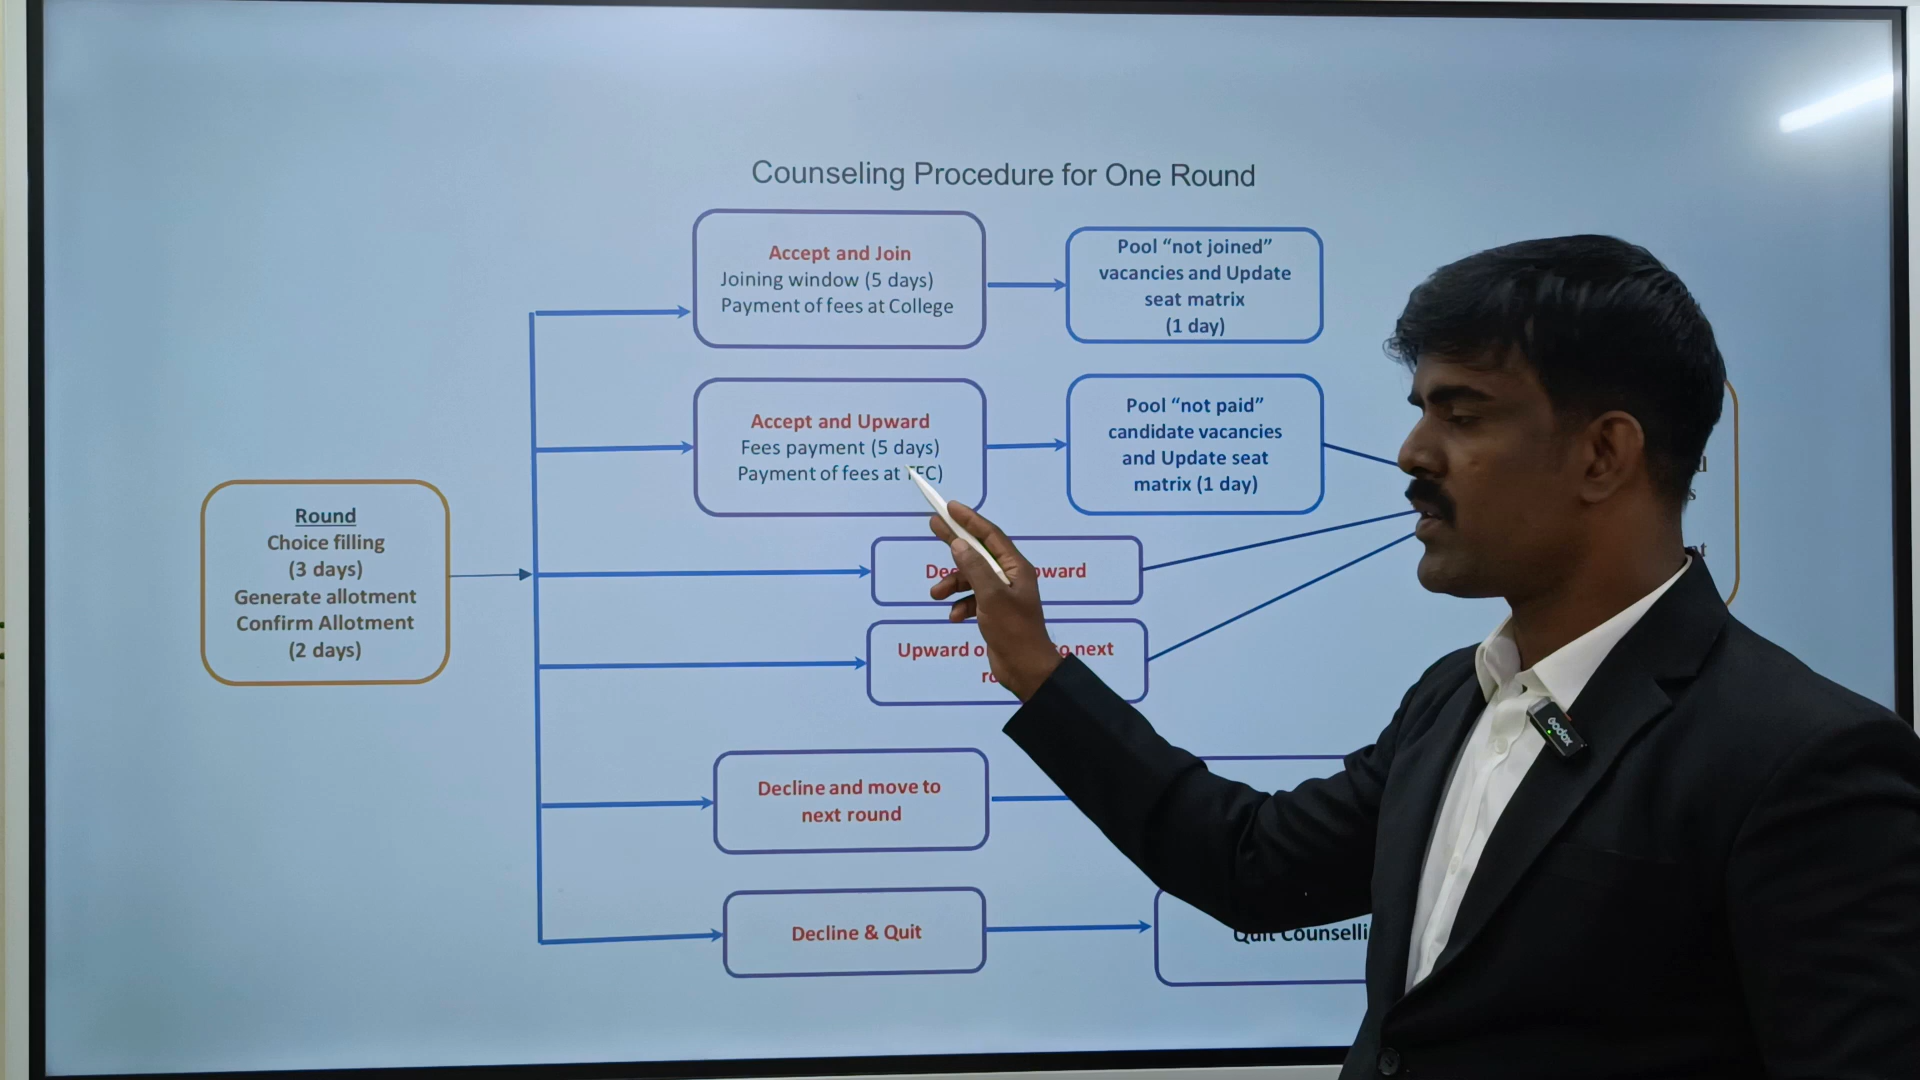 Counseling Procedure for One Round
Accept and Join
Joining window (5 days)
Payment of fees at College
Pool “not joined”
vacancies and Update
seat matrix
(1 day)
Accept and Upward
Fees payment (5 days)
Payment of fees at
Pool “not paid”
candidate vacancies
and Update seat
matrix (1 day)
Round
Choice filling
(3 days)
Generate allotment
Confirm Allotment
(2 days)
Upward
next
Decline and move to
next round
Decline & Quit
Quit
Godox